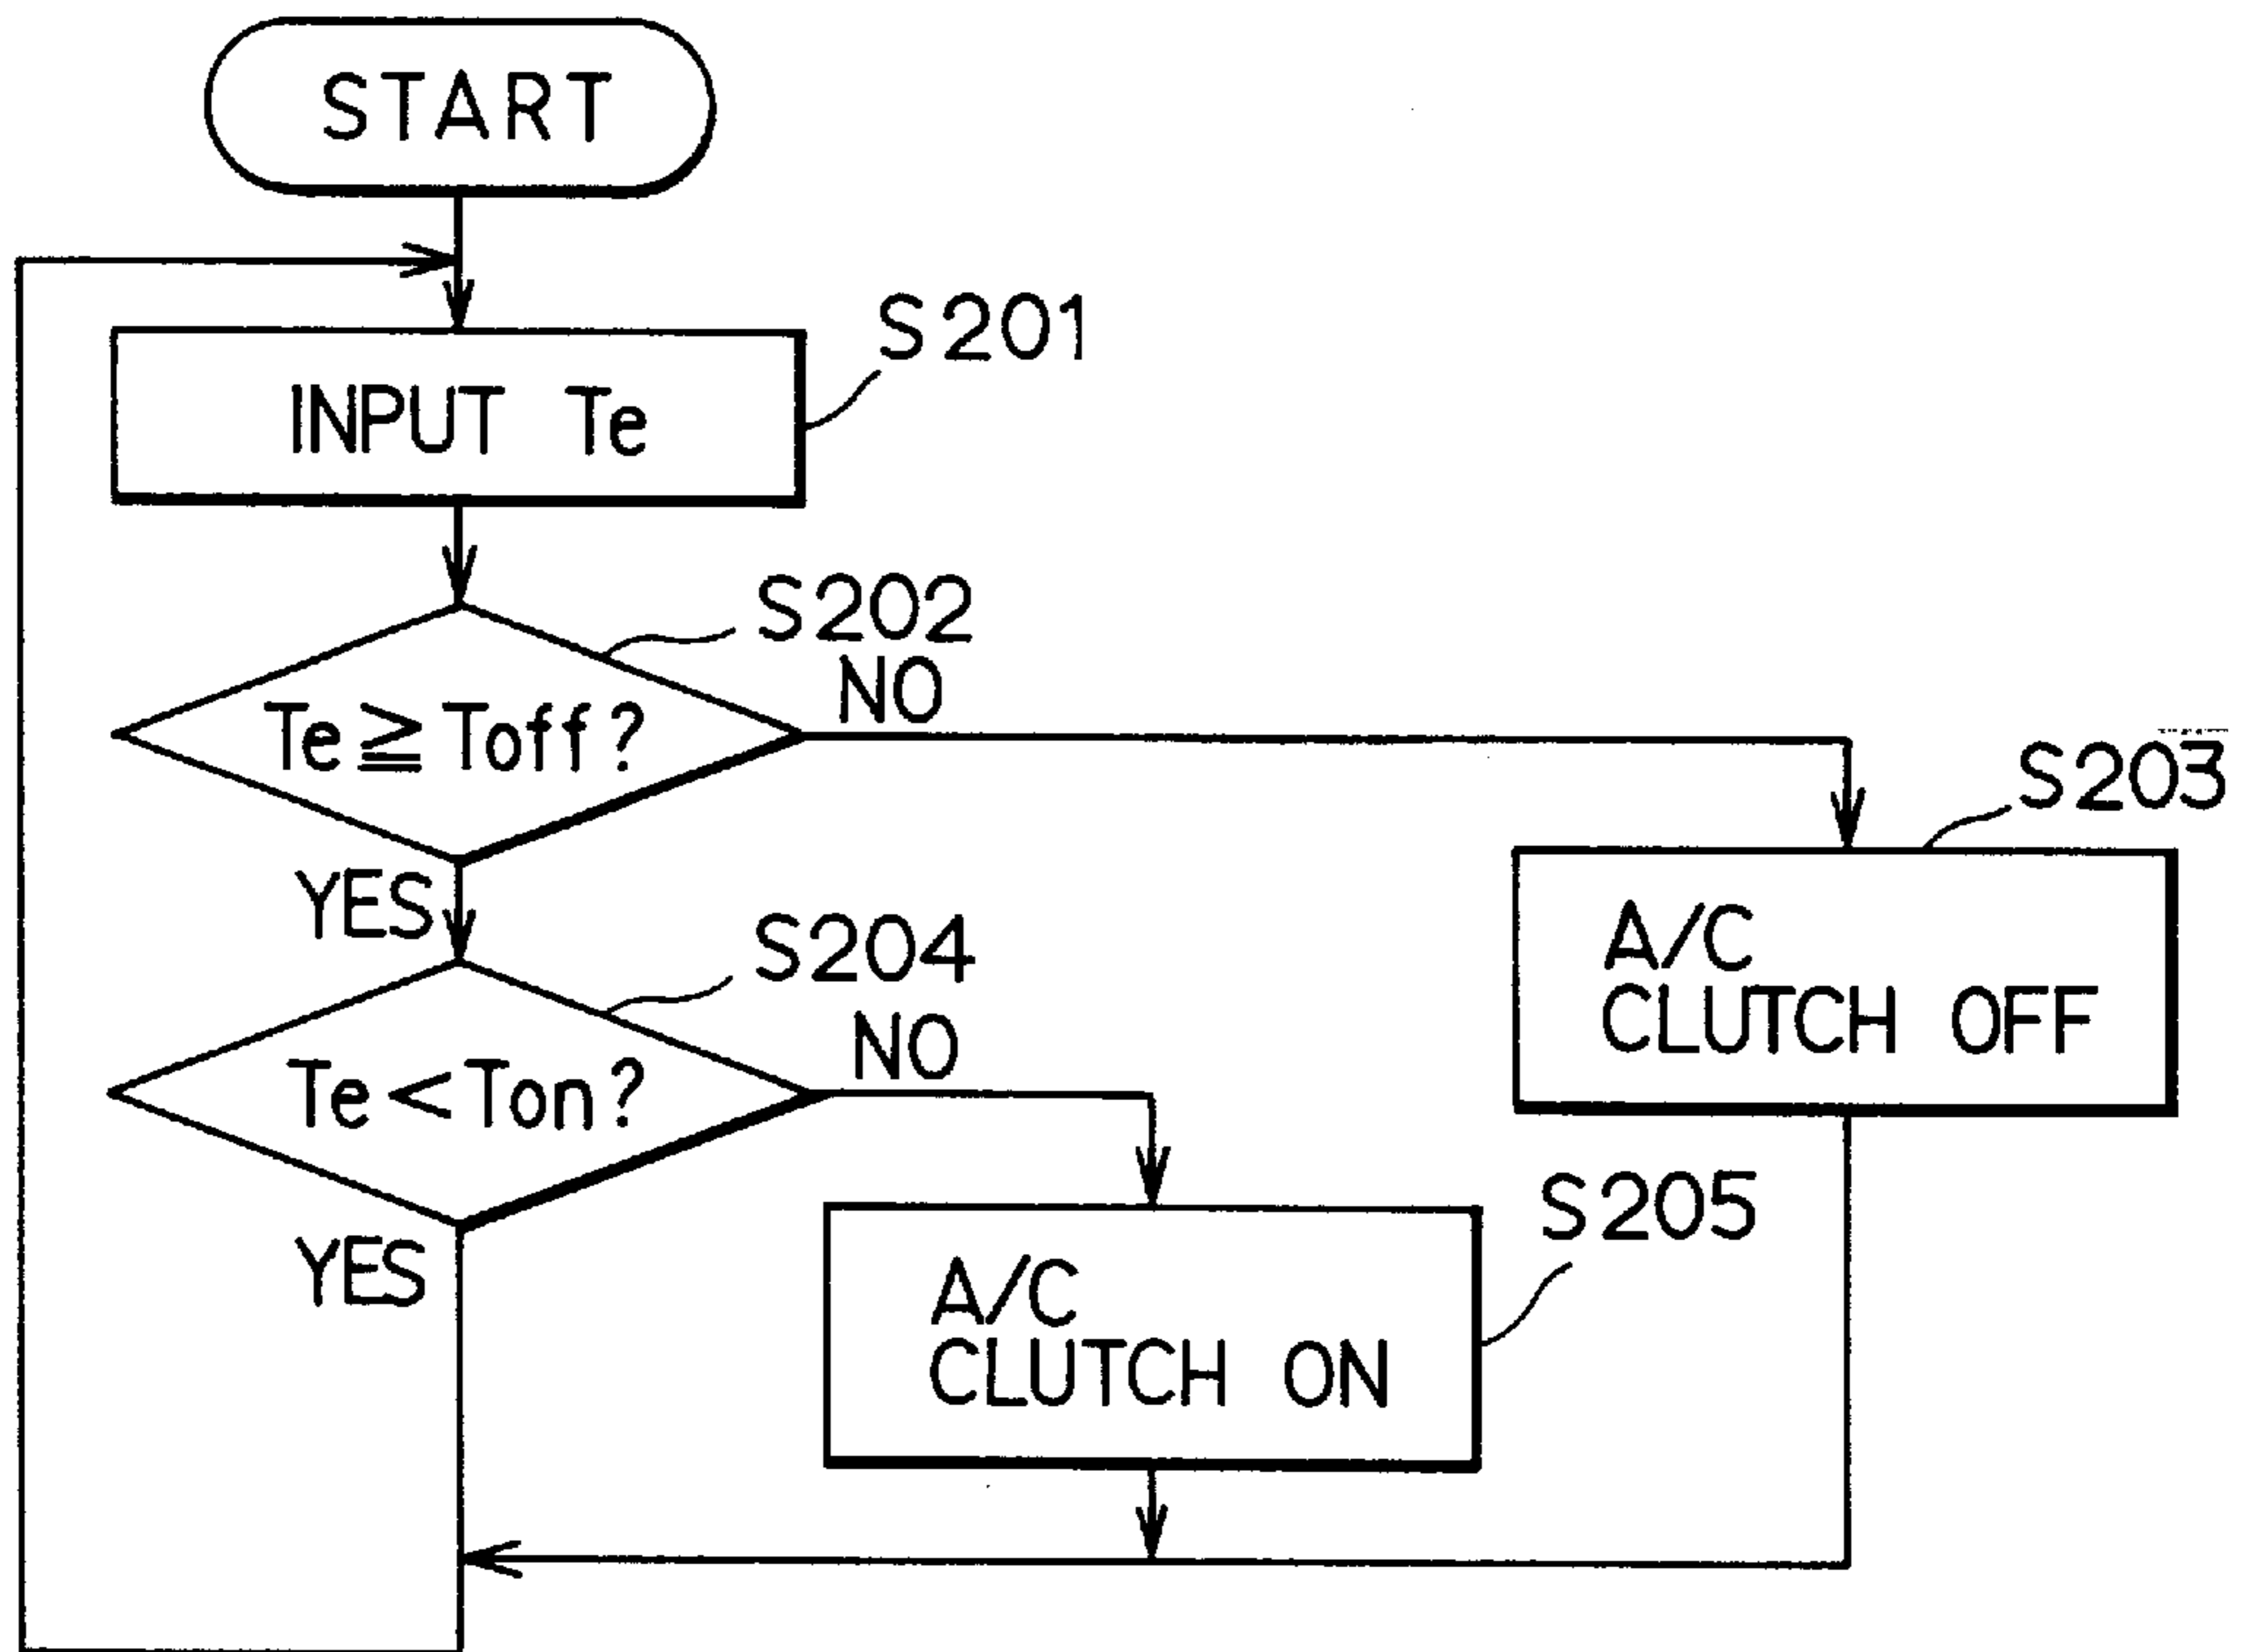 START
S201
INPUT Te
S202
NO
Te≧Toff?
S203
YES
A/C
CLUTCH OFF
S204
NO
Te<Ton?
S205
YES
A/C
CLUTCH ON